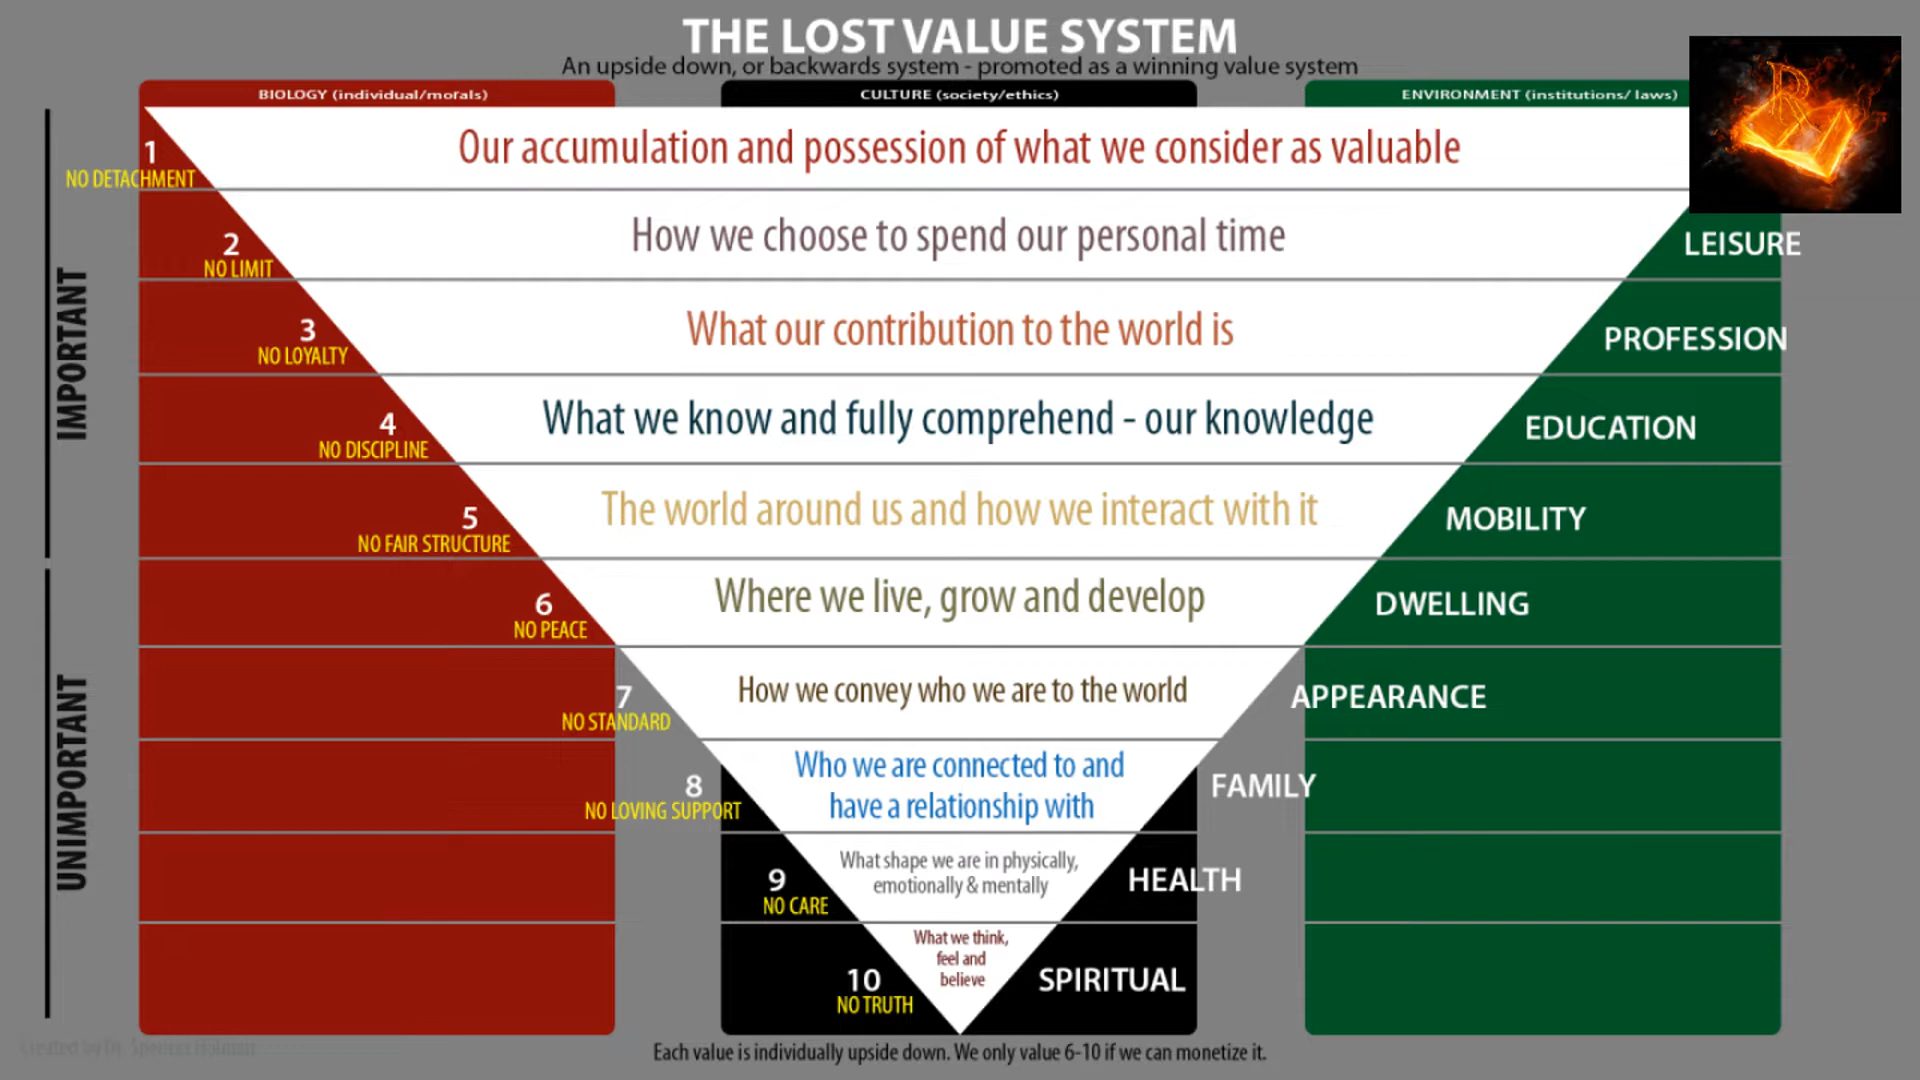 THE LOST VALUE SYSTEM
An upside down, or backwards system - promoted as a winning value system
BIOLOGY (individual/morals)
CULTURE (society/ethics)
ENVIRONMENT (institutions/ laws)
IMPORTANT
1
NO DETACHMENT
Our accumulation and possession of what we consider as valuable
2
NO LIMIT
How we choose to spend our personal time
LEISURE
3
NO LOYALTY
What our contribution to the world is
PROFESSION
4
NO DISCIPLINE
What we know and fully comprehend - our knowledge
EDUCATION
5
NO FAIR STRUCTURE
The world around us and how we interact with it
MOBILITY
UNIMPORTANT
6
NO PEACE
Where we live, grow and develop
DWELLING
7
NO STANDARD
How we convey who we are to the world
APPEARANCE
8
NO LOVING SUPPORT
Who we are connected to and
have a relationship with
FAMILY
9
NO CARE
What shape we are in physically,
emotionally & mentally
HEALTH
10
NO TRUTH
What we think,
feel and
believe
SPIRITUAL
Created by Dr. Spencer Holman
Each value is individually upside down. We only value 6-10 if we can monetize it.